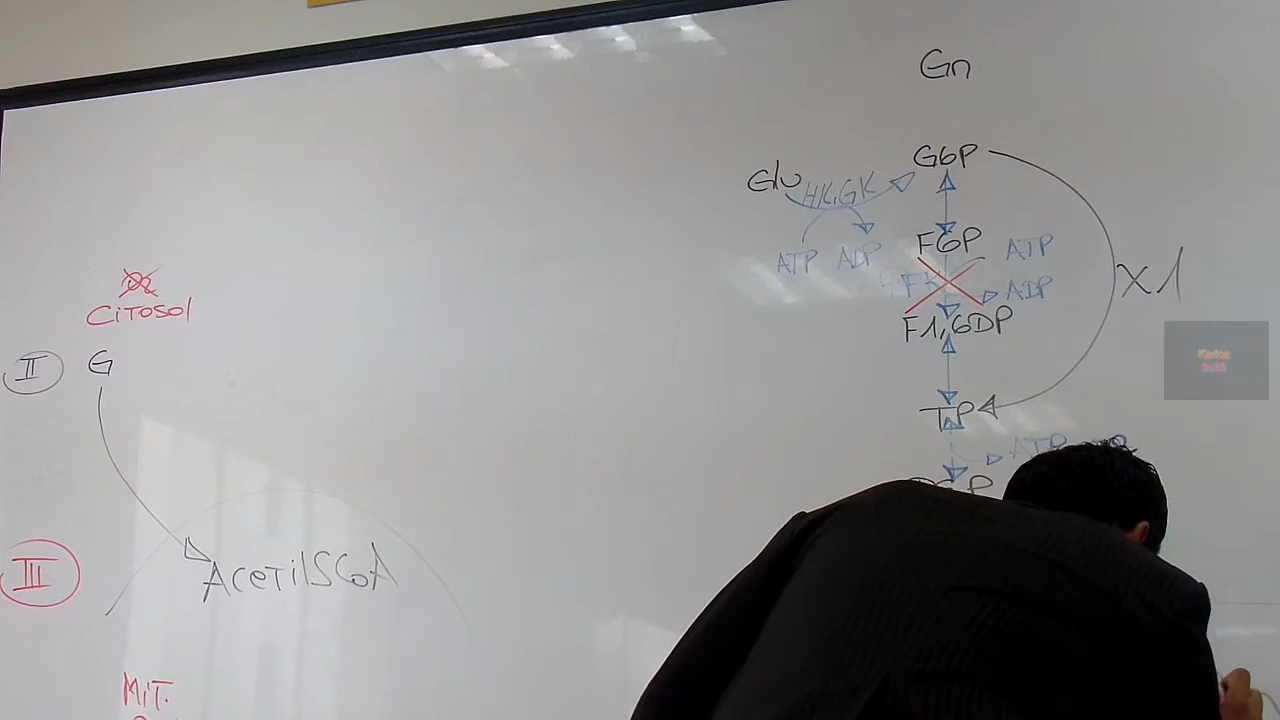 Gn
G6P
Glu HK,GK
F6P ATP
ATP ADP
ADP
F1,6DP
X1
O2
CITOSOl
II G
TP
ATP
III AcetilSCoA
MIT.